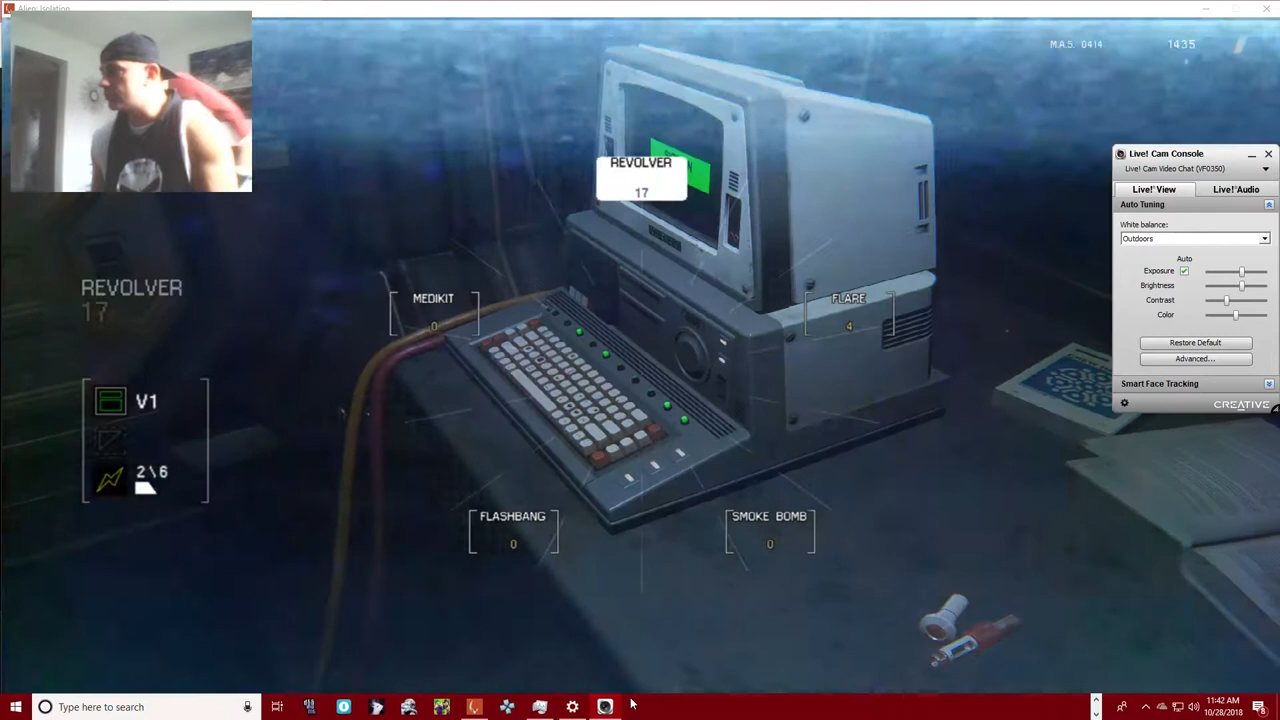 Alien: Isolation
M.A.S. 0414
1435
REVOLVER
17
REVOLVER
17
MEDIKIT
0
FLARE
4
V1
2\6
FLASHBANG
0
SMOKE BOMB
0
Live! Cam Console
Live! Cam Video Chat (VF0350)
Live! View
Live! Audio
Auto Tuning
White balance:
Outdoors
Auto
Exposure
Brightness
Contrast
Color
Restore Default
Advanced...
Smart Face Tracking
CREATIVE
Type here to search
11:42 AM
10/28/2018
8